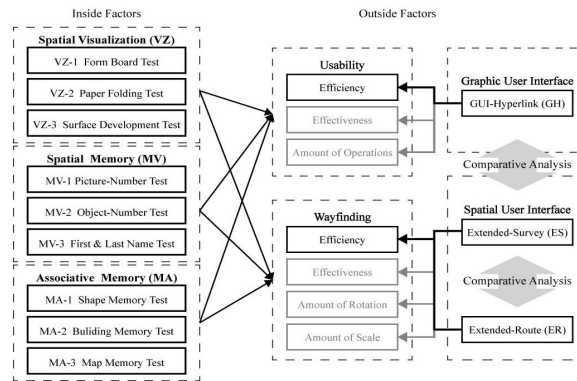 Inside Factors
Outside Factors
Spatial Visualization (VZ)
VZ-1 Form Board Test
VZ-2 Paper Folding Test
VZ-3 Surface Development Test
Spatial Memory (MV)
MV-1 Picture-Number Test
MV-2 Object-Number Test
MV-3 First & Last Name Test
Associative Memory (MA)
MA-1 Shape Memory Test
MA-2 Buliding Memory Test
MA-3 Map Memory Test
Usability
Efficiency
Effectiveness
Amount of Operations
Wayfinding
Efficiency
Effectiveness
Amount of Rotation
Amount of Scale
Graphic User Interface
GUI-Hyperlink (GH)
Comparative Analysis
Spatial User Interface
Extended-Survey (ES)
Comparative Analysis
Extended-Route (ER)